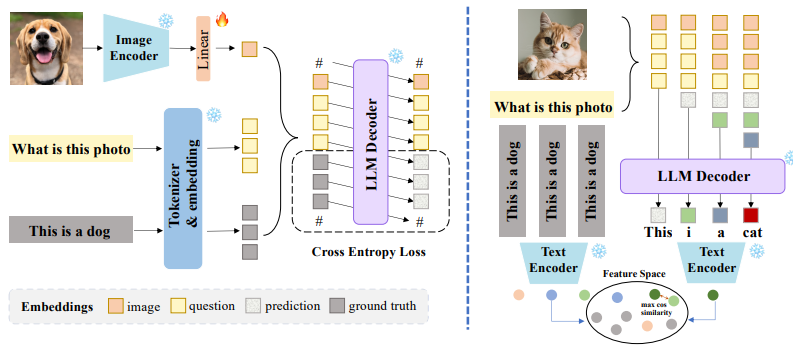 Image
Encoder
Linear
What is this photo
Tokenizer
& embedding
This is a dog
#
#
LLM Decoder
#
#
Cross Entropy Loss
Embeddings
image
question
prediction
ground truth
What is this photo
This is a dog
This is a dog
This is a dog
LLM Decoder
This i a cat
Text
Encoder
Text
Encoder
Feature Space
max cos
similarity